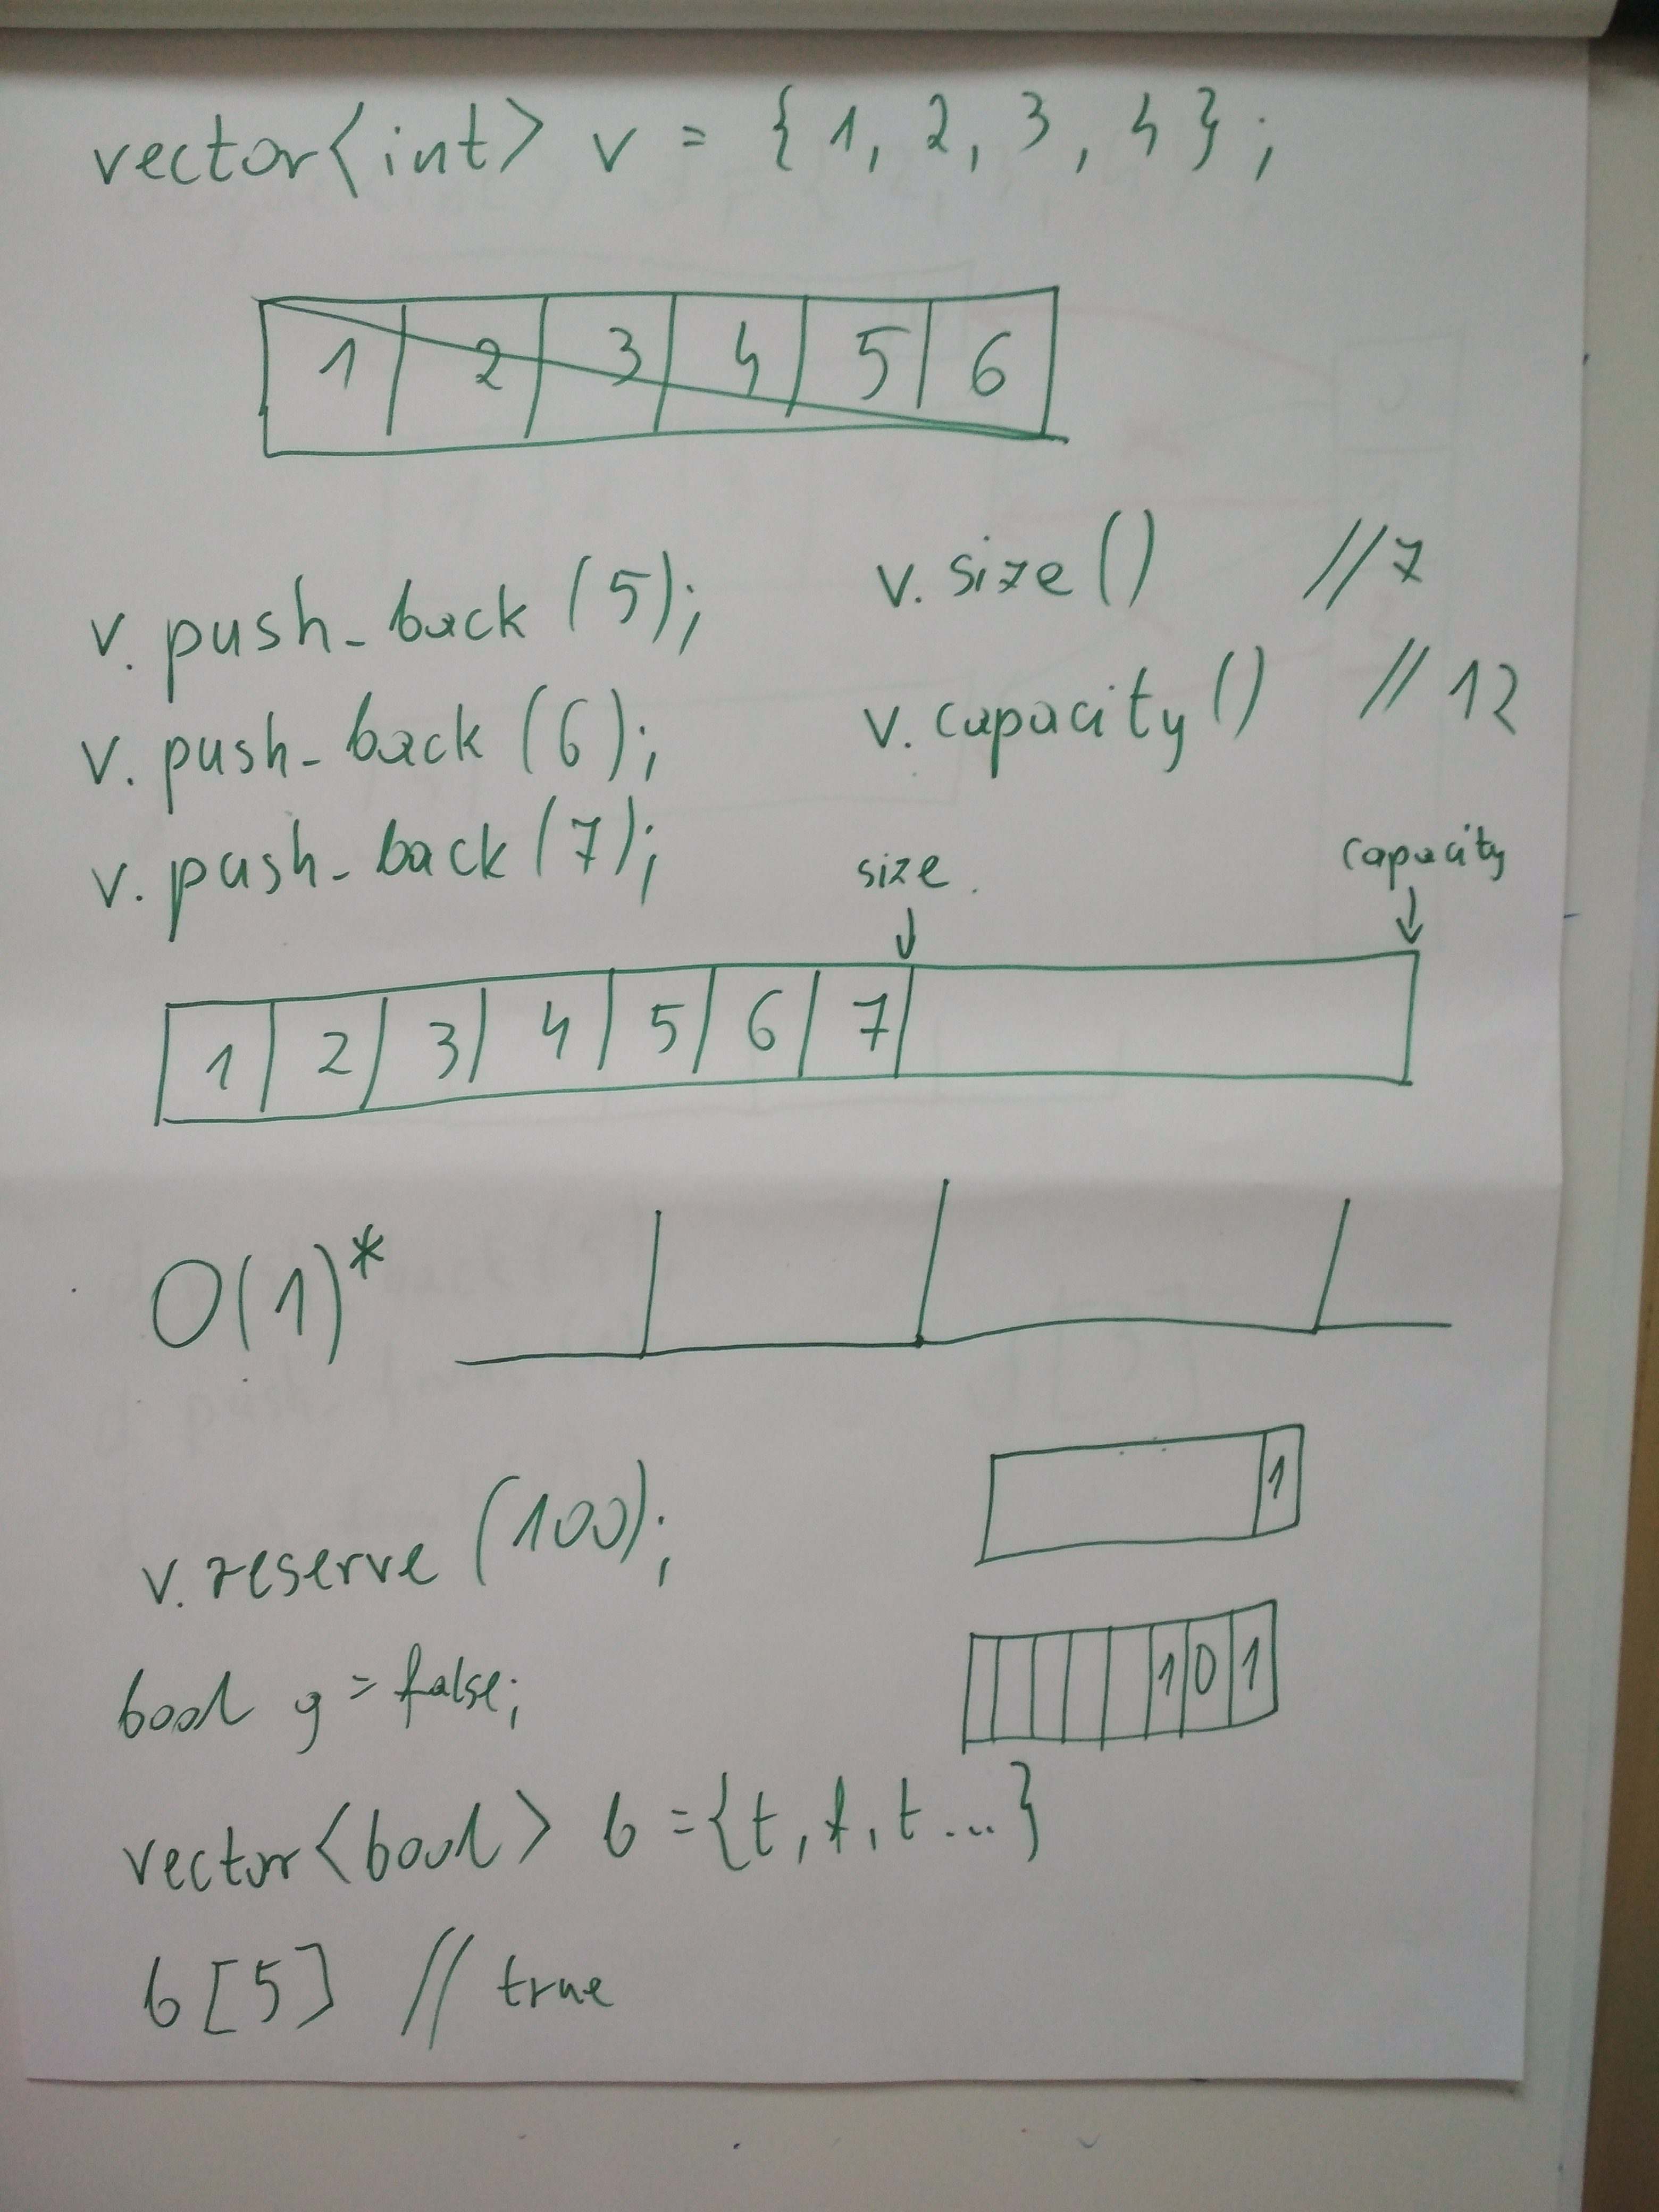 vector<int> v = {1, 2, 3, 4};
1 2 3 4 5 6
v.push_back(5); v.size() //7
v.push_back(6); v.capacity() //12
v.push_back(7);
size capacity
1 2 3 4 5 6 7
O(1)*
v.reserve(100); 1
bool g = false; 1 0 1
vector<bool> b = {t, f, t...}
b[5] // true